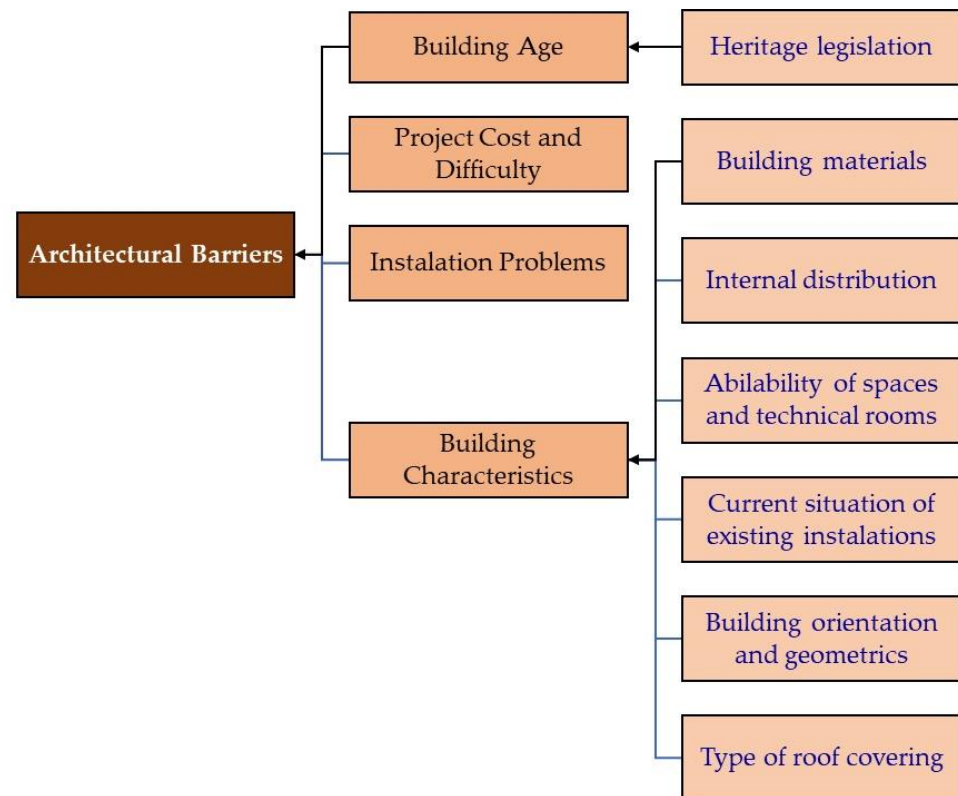 Architectural Barriers
Building Age
Project Cost and
Difficulty
Instalation Problems
Building
Characteristics
Heritage legislation
Building materials
Internal distribution
Abilability of spaces
and technical rooms
Current situation of
existing instalations
Building orientation
and geometrics
Type of roof covering